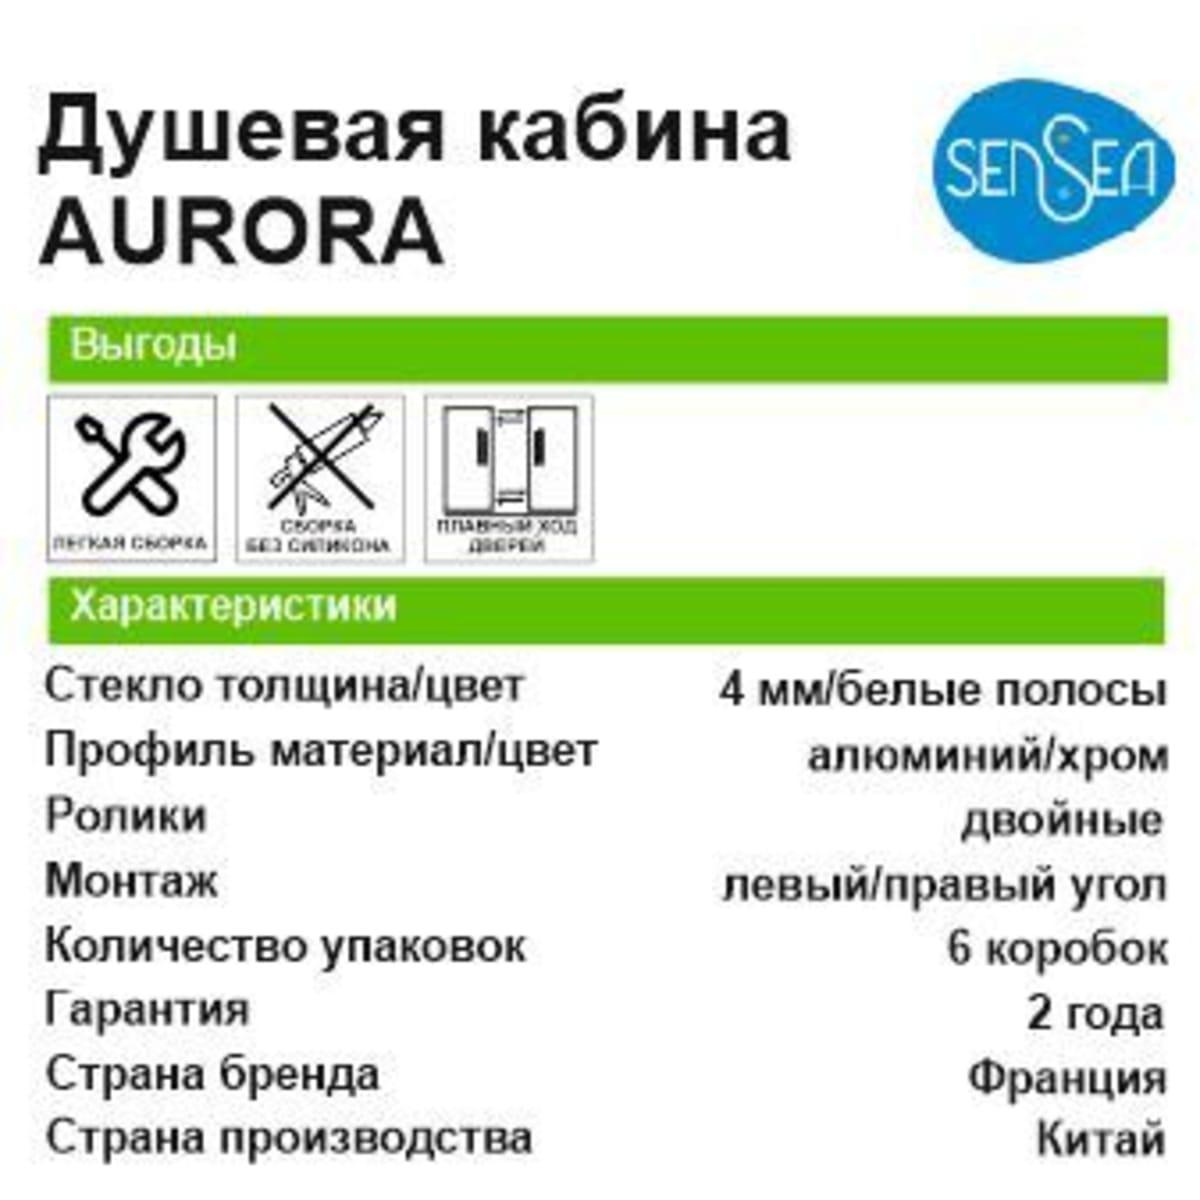 Душевая кабина
AURORA
SENSEA
Выгоды
ЛЕГКАЯ СБОРКА
СБОРКА
БЕЗ СИЛИКОНА
ПЛАВНЫЙ ХОД
ДВЕРЕЙ
Характеристики
Стекло толщина/цвет 4 мм/белые полосы
Профиль материал/цвет алюминий/хром
Ролики двойные
Монтаж левый/правый угол
Количество упаковок 6 коробок
Гарантия 2 года
Страна бренда Франция
Страна производства Китай